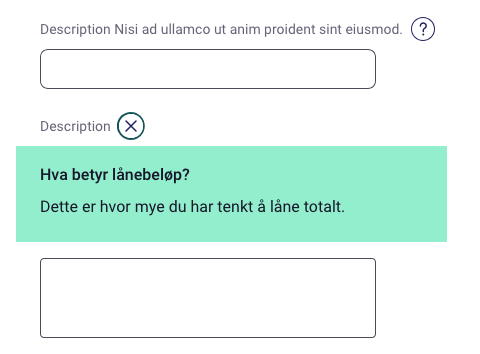 Description Nisi ad ullamco ut anim proident sint eiusmod. ?
Description
Hva betyr lånebeløp?
Dette er hvor mye du har tenkt å låne totalt.